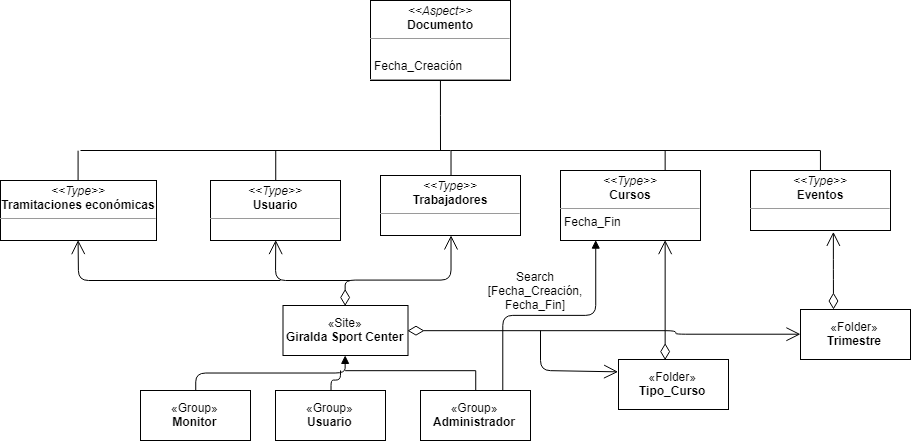 <<Aspect>>
Documento
Fecha_Creación
<<Type>>
Tramitaciones económicas
<<Type>>
Usuario
<<Type>>
Trabajadores
<<Type>>
Cursos
Fecha_Fin
<<Type>>
Eventos
Search
[Fecha_Creación,
Fecha_Fin]
«Site»
Giralda Sport Center
«Folder»
Trimestre
«Folder»
Tipo_Curso
«Group»
Monitor
«Group»
Usuario
«Group»
Administrador